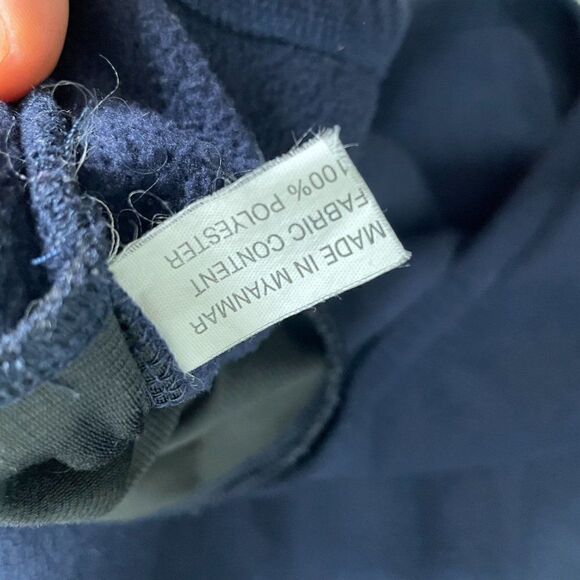 MADE IN MYANMAR
FABRIC CONTENT
100% POLYESTER